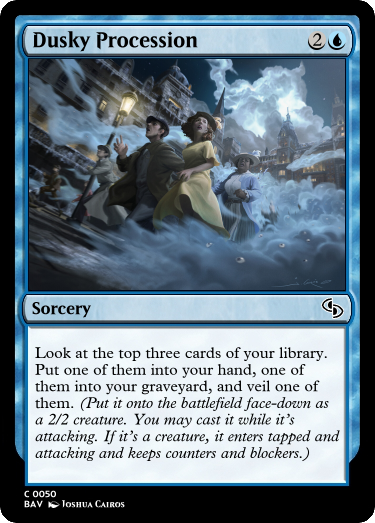 Dusky Procession 2
Sorcery
Look at the top three cards of your library.
Put one of them into your hand, one of
them into your graveyard, and veil one of
them. (Put it onto the battlefield face-down as
a 2/2 creature. You may cast it while it's
attacking. If it's a creature, it enters tapped and
attacking and keeps counters and blockers.)
C 0050
BAV Joshua Cairos